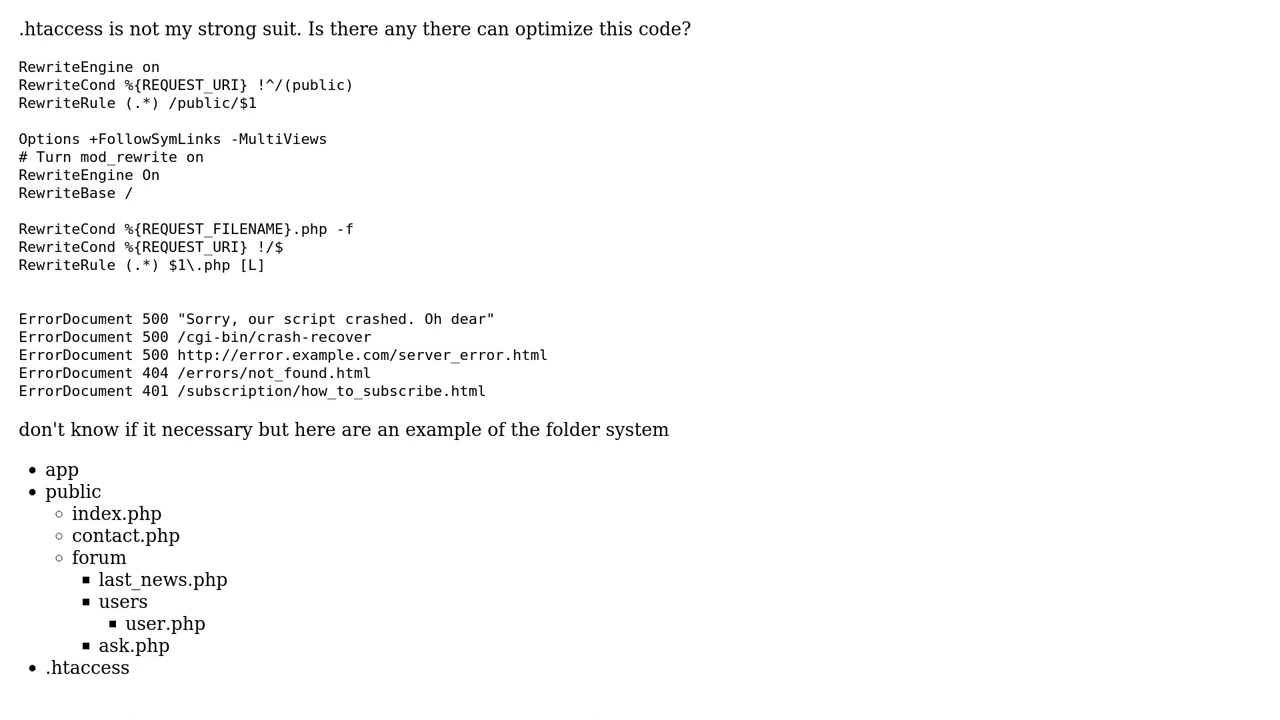 .htaccess is not my strong suit. Is there any there can optimize this code?
RewriteEngine on
RewriteCond %{REQUEST_URI} !^/(public)
RewriteRule (.*) /public/$1
Options +FollowSymLinks -MultiViews
# Turn mod_rewrite on
RewriteEngine On
RewriteBase /
RewriteCond %{REQUEST_FILENAME}.php -f
RewriteCond %{REQUEST_URI} !/$
RewriteRule (.*) $1\.php [L]
ErrorDocument 500 "Sorry, our script crashed. Oh dear"
ErrorDocument 500 /cgi-bin/crash-recover
ErrorDocument 500 http://error.example.com/server_error.html
ErrorDocument 404 /errors/not_found.html
ErrorDocument 401 /subscription/how_to_subscribe.html
don't know if it necessary but here are an example of the folder system
app
public
index.php
contact.php
forum
last_news.php
users
user.php
ask.php
.htaccess